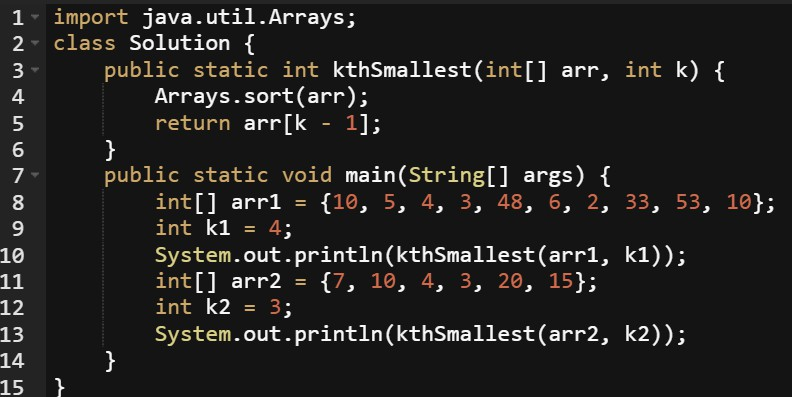 1 import java.util.Arrays;
2 class Solution {
3     public static int kthSmallest(int[] arr, int k) {
4         Arrays.sort(arr);
5         return arr[k - 1];
6     }
7     public static void main(String[] args) {
8         int[] arr1 = {10, 5, 4, 3, 48, 6, 2, 33, 53, 10};
9         int k1 = 4;
10         System.out.println(kthSmallest(arr1, k1));
11         int[] arr2 = {7, 10, 4, 3, 20, 15};
12         int k2 = 3;
13         System.out.println(kthSmallest(arr2, k2));
14     }
15 }